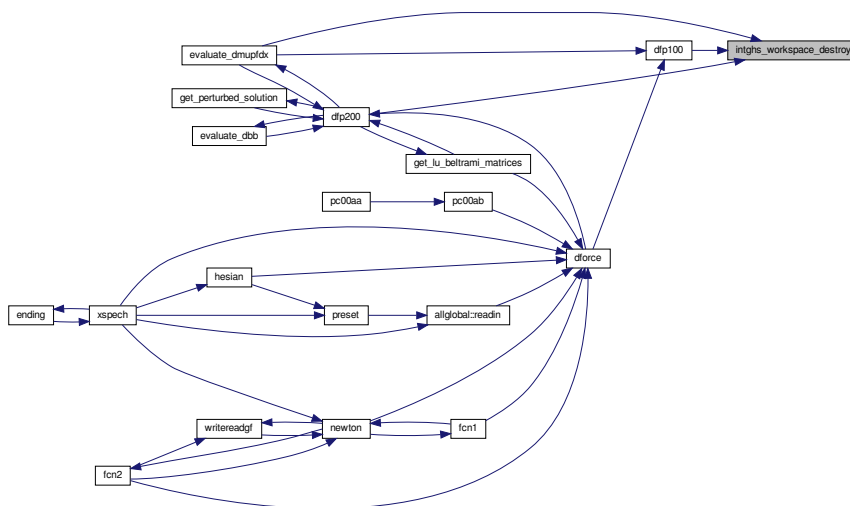 evaluate_dmupfdx
dfp100
intghs_workspace_destroy
get_perturbed_solution
dfp200
evaluate_dbb
get_lu_beltrami_matrices
pc00aa
pc00ab
dforce
hesian
ending
xspech
preset
allglobal::readin
writereadgf
newton
fcn1
fcn2